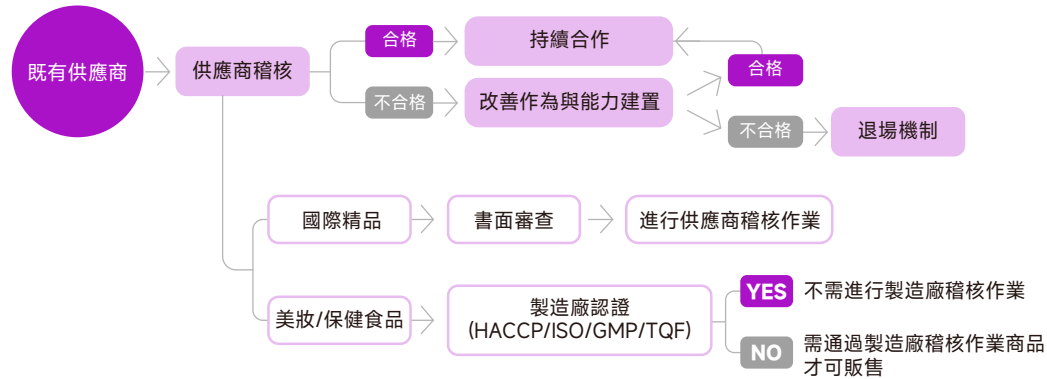 既有供應商
供應商稽核
合格
持續合作
不合格
改善作為與能力建置
合格
不合格
退場機制
國際精品
書面審查
進行供應商稽核作業
美妝/保健食品
製造廠認證
(HACCP/ISO/GMP/TQF)
YES
不需進行製造廠稽核作業
NO
需通過製造廠稽核作業商品
才可販售